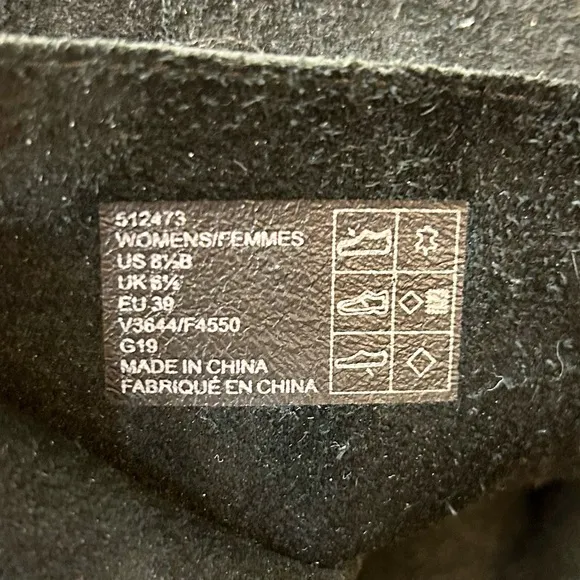 512473
WOMENS/FEMMES
US 8½B
UK 6½
EU 39
V3644/F4550
G19
MADE IN CHINA
FABRIQUÉ EN CHINA